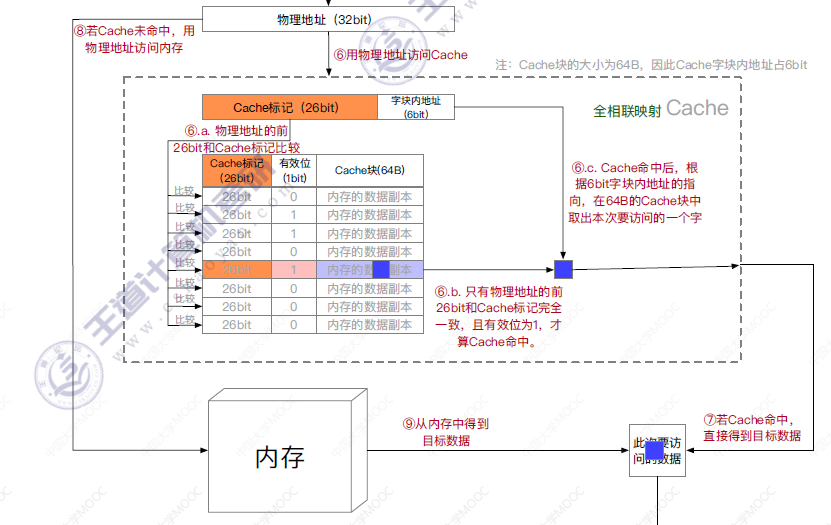 物理地址（32bit）
⑧若Cache未命中，用
物理地址访问内存
⑥用物理地址访问Cache
注：Cache块的大小为64B，因此Cache字块内地址占6bit
Cache标记（26bit）
字块内地址
(6bit)
全相联映射 Cache
⑥.a. 物理地址的前
26bit和Cache标记比较
Cache标记
(26bit)
有效位
(1bit)
Cache块(64B)
比较 26bit 0 内存的数据副本
比较 26bit 1 内存的数据副本
比较 26bit 1 内存的数据副本
比较 26bit 0 内存的数据副本
比较 26bit 1 内存的数据副本
比较 26bit 0 内存的数据副本
比较 26bit 0 内存的数据副本
比较 26bit 0 内存的数据副本
⑥.c. Cache命中后，根
据6bit字块内地址的指
向，在64B的Cache块中
取出本次要访问的一个字
⑥.b. 只有物理地址的前
26bit和Cache标记完全
一致，且有效位为1，才
算Cache命中。
内存
⑨从内存中得到
目标数据
此次要访
问的数据
⑦若Cache命中，
直接得到目标数据
王道计算机考研
中国大学MOOC